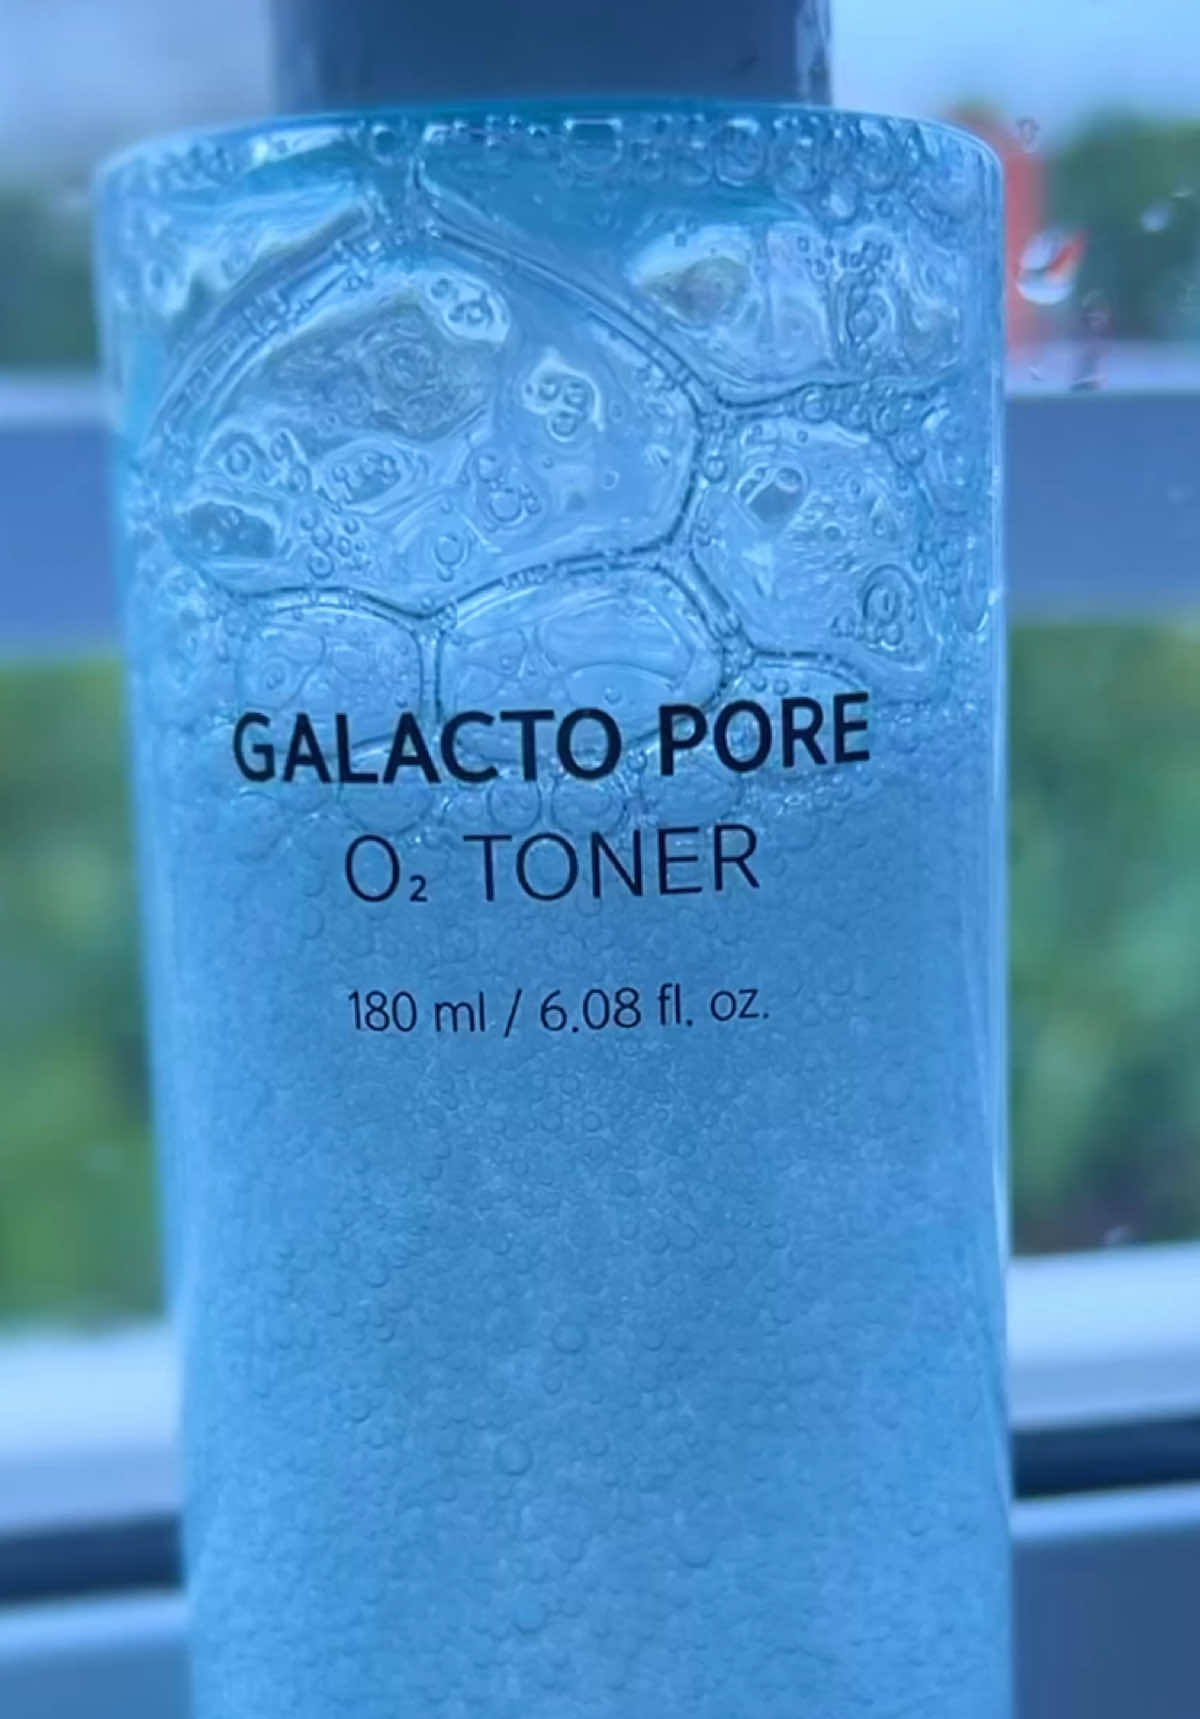 GALACTO PORE
O₂ TONER
180 ml / 6.08 fl. oz.